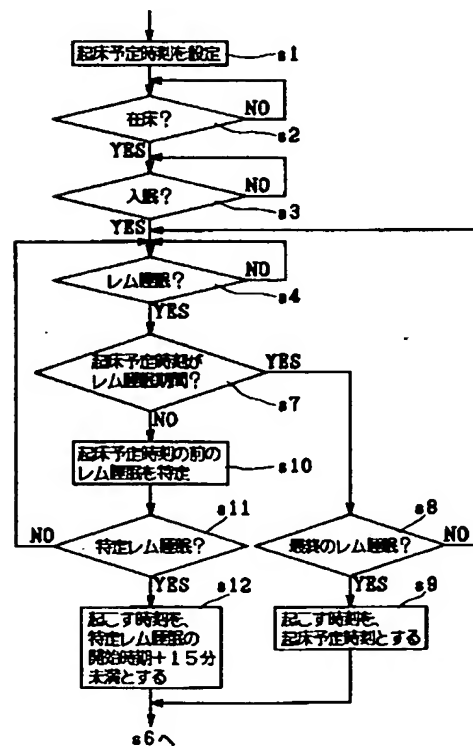 起床予定時刻を設定
s1
NO
在床?
s2
YES
NO
入眠?
s3
YES
レム睡眠?
NO
s4
YES
起床予定時刻が
レム睡眠期間?
YES
s7
NO
起床予定時刻の前の
レム睡眠を特定
s10
s11
s8
NO
特定レム睡眠?
最終のレム睡眠?
NO
YES
s12
YES
s9
起こす時刻を、
特定レム睡眠の
開始時期+15分
未満とする
起こす時刻を、
起床予定時刻とする
s6へ